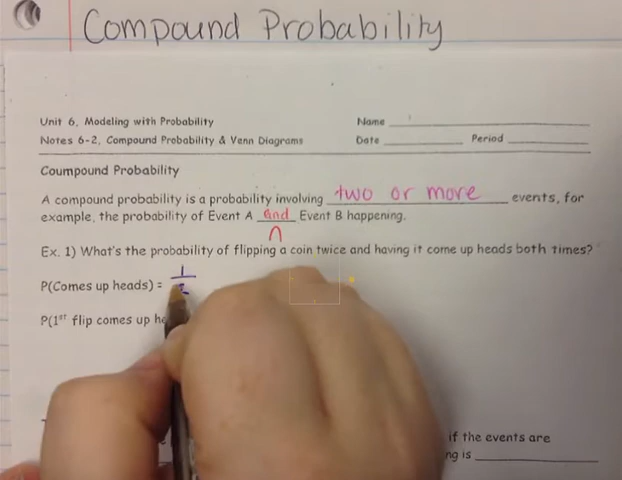 Compound Probability
Unit 6, Modeling with Probability Name
Notes 6-2, Compound Probability & Venn Diagrams Date Period
Coumpound Probability
A compound probability is a probability involving two or more events, for
example, the probability of Event A and Event B happening.
∩
Ex. 1) What's the probability of flipping a coin twice and having it come up heads both times?
P(Comes up heads) = 1/2
P(1st flip comes up he
if the events are
ng is